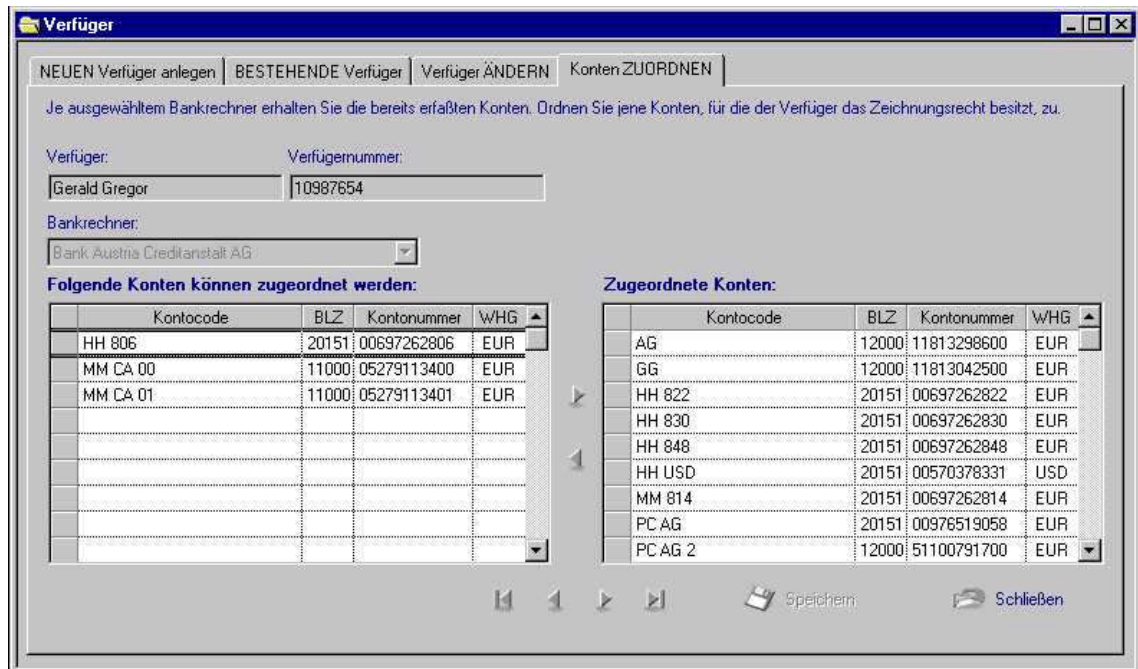 Verfüger
NEUEN Verfüger anlegen BESTEHENDE Verfüger Verfüger ÄNDERN Konten ZUORDNEN
Je ausgewähltem Bankrechner erhalten Sie die bereits erfaßten Konten. Ordnen Sie jene Konten, für die der Verfüger das Zeichnungsrecht besitzt, zu.
Verfüger: Verfügernummer:
Gerald Gregor 10987654
Bankrechner:
Bank Austria Creditanstalt AG
Folgende Konten können zugeordnet werden:
Kontocode BLZ Kontonummer WHG
HH 806 20151 00697262806 EUR
MM CA 00 11000 05279113400 EUR
MM CA 01 11000 05279113401 EUR
Zugeordnete Konten:
Kontocode BLZ Kontonummer WHG
AG 12000 11813298600 EUR
GG 12000 11813042500 EUR
HH 822 20151 00697262822 EUR
HH 830 20151 00697262830 EUR
HH 848 20151 00697262848 EUR
HH USD 20151 00570378331 USD
MM 814 20151 00697262814 EUR
PC AG 20151 00976519058 EUR
PC AG 2 12000 51100791700 EUR
Speichern Schließen